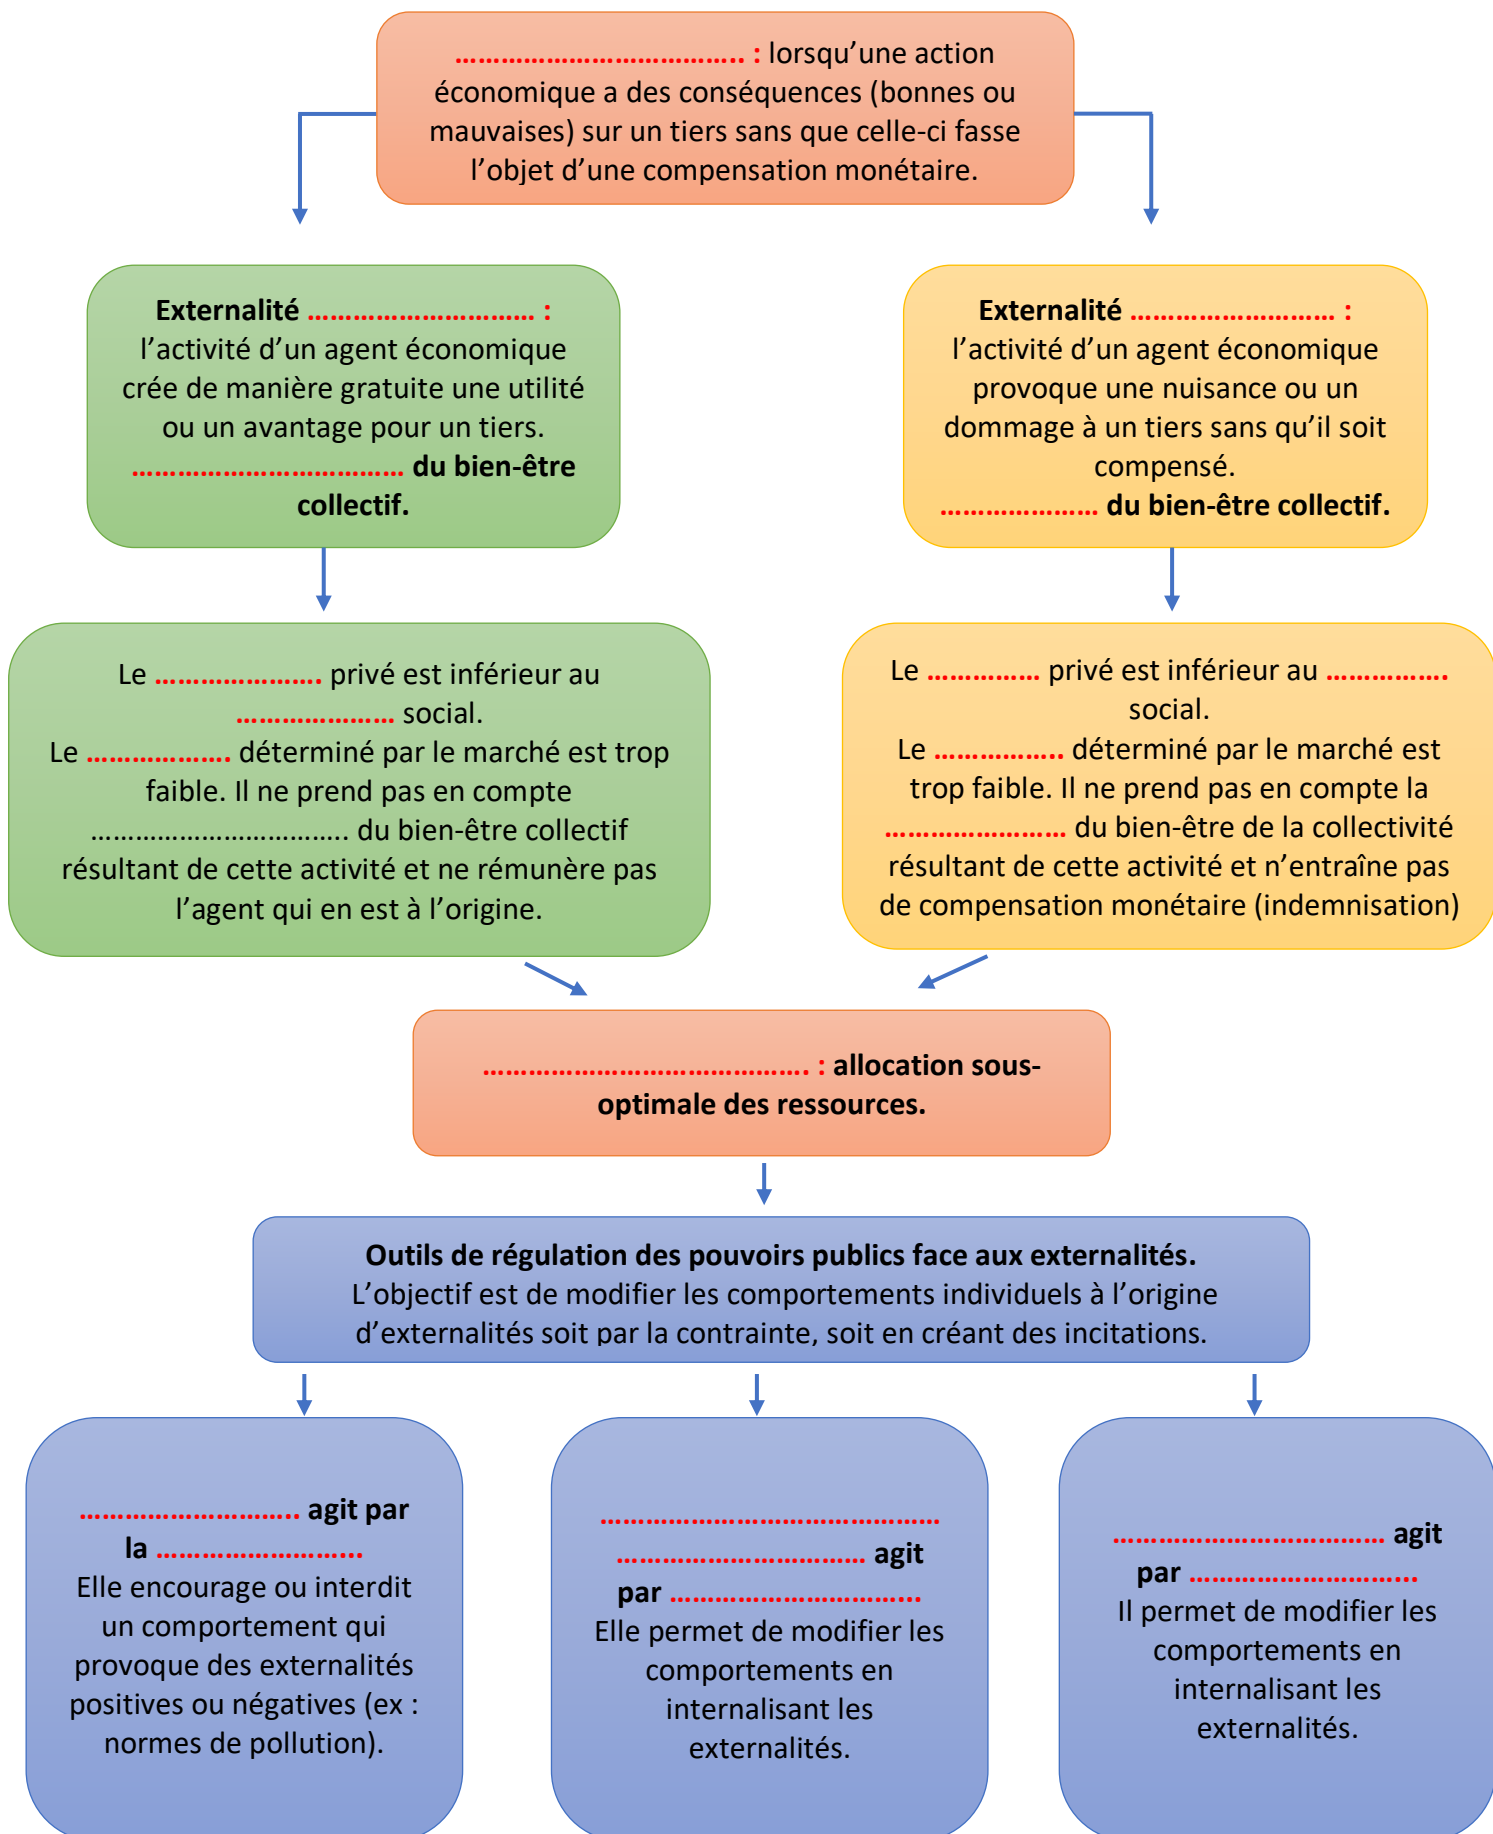 ………………………………….. : lorsqu’une action
économique a des conséquences (bonnes ou
mauvaises) sur un tiers sans que celle-ci fasse
l’objet d’une compensation monétaire.
Externalité ………………………… :
l’activité d’un agent économique
crée de manière gratuite une utilité
ou un avantage pour un tiers.
……………………………… du bien-être
collectif.
Externalité ……………………… :
l’activité d’un agent économique
provoque une nuisance ou un
dommage à un tiers sans qu’il soit
compensé.
………………… du bien-être collectif.
Le …………………. privé est inférieur au
………………… social.
Le ………………. déterminé par le marché est trop
faible. Il ne prend pas en compte
…………………………….. du bien-être collectif
résultant de cette activité et ne rémunère pas
l’agent qui en est à l’origine.
Le …………… privé est inférieur au …………….
social.
Le …………….. déterminé par le marché est
trop faible. Il ne prend pas en compte la
…………………… du bien-être de la collectivité
résultant de cette activité et n’entraîne pas
de compensation monétaire (indemnisation)
……………………………………. : allocation sous-
optimale des ressources.
Outils de régulation des pouvoirs publics face aux externalités.
L’objectif est de modifier les comportements individuels à l’origine
d’externalités soit par la contrainte, soit en créant des incitations.
……………………….. agit par
la ………………………
Elle encourage ou interdit
un comportement qui
provoque des externalités
positives ou négatives (ex :
normes de pollution).
………………………………………
…………………………… agit
par ……………………………
Elle permet de modifier les
comportements en
internalisant les
externalités.
……………………………… agit
par …………………………
Il permet de modifier les
comportements en
internalisant les
externalités.